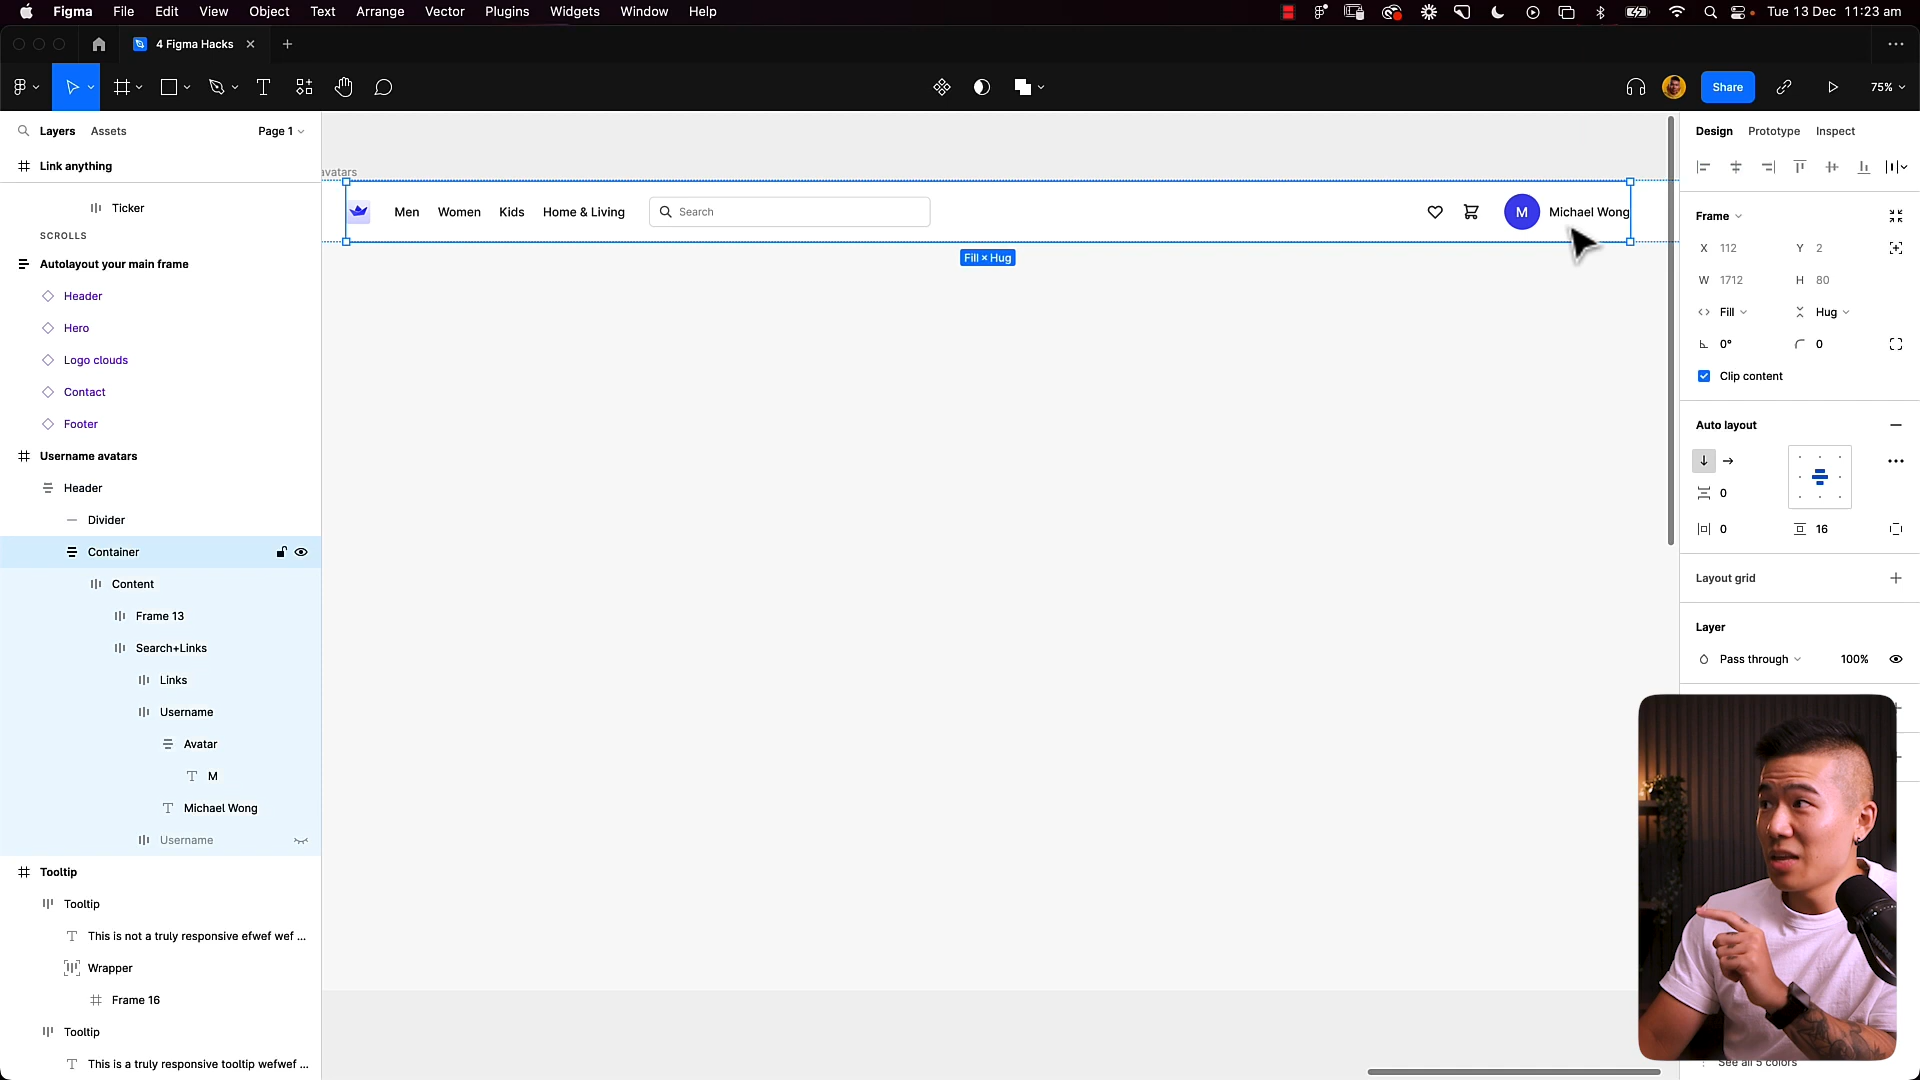 Figma File Edit View Object Text Arrange Vector Plugins Widgets Window Help Tue 13 Dec 11:23 am
4 Figma Hacks
Share 75%
Layers Assets Page 1
Link anything
Ticker
SCROLLS
Autolayout your main frame
Header
Hero
Logo clouds
Contact
Footer
Username avatars
Header
Divider
Container
Content
Frame 13
Search+Links
Links
Username
Avatar
M
Michael Wong
Username
Tooltip
Tooltip
This is not a truly responsive efwef wef ...
Wrapper
Frame 16
Tooltip
This is a truly responsive tooltip wefwef ...
avatars
Men Women Kids Home & Living Search M Michael Wong
Fill × Hug
Design Prototype Inspect
Frame
X 112 Y 2
W 1712 H 80
Fill Hug
0° 0
Clip content
Auto layout
0
0 16
Layout grid
Layer
Pass through 100%
See all 5 colors